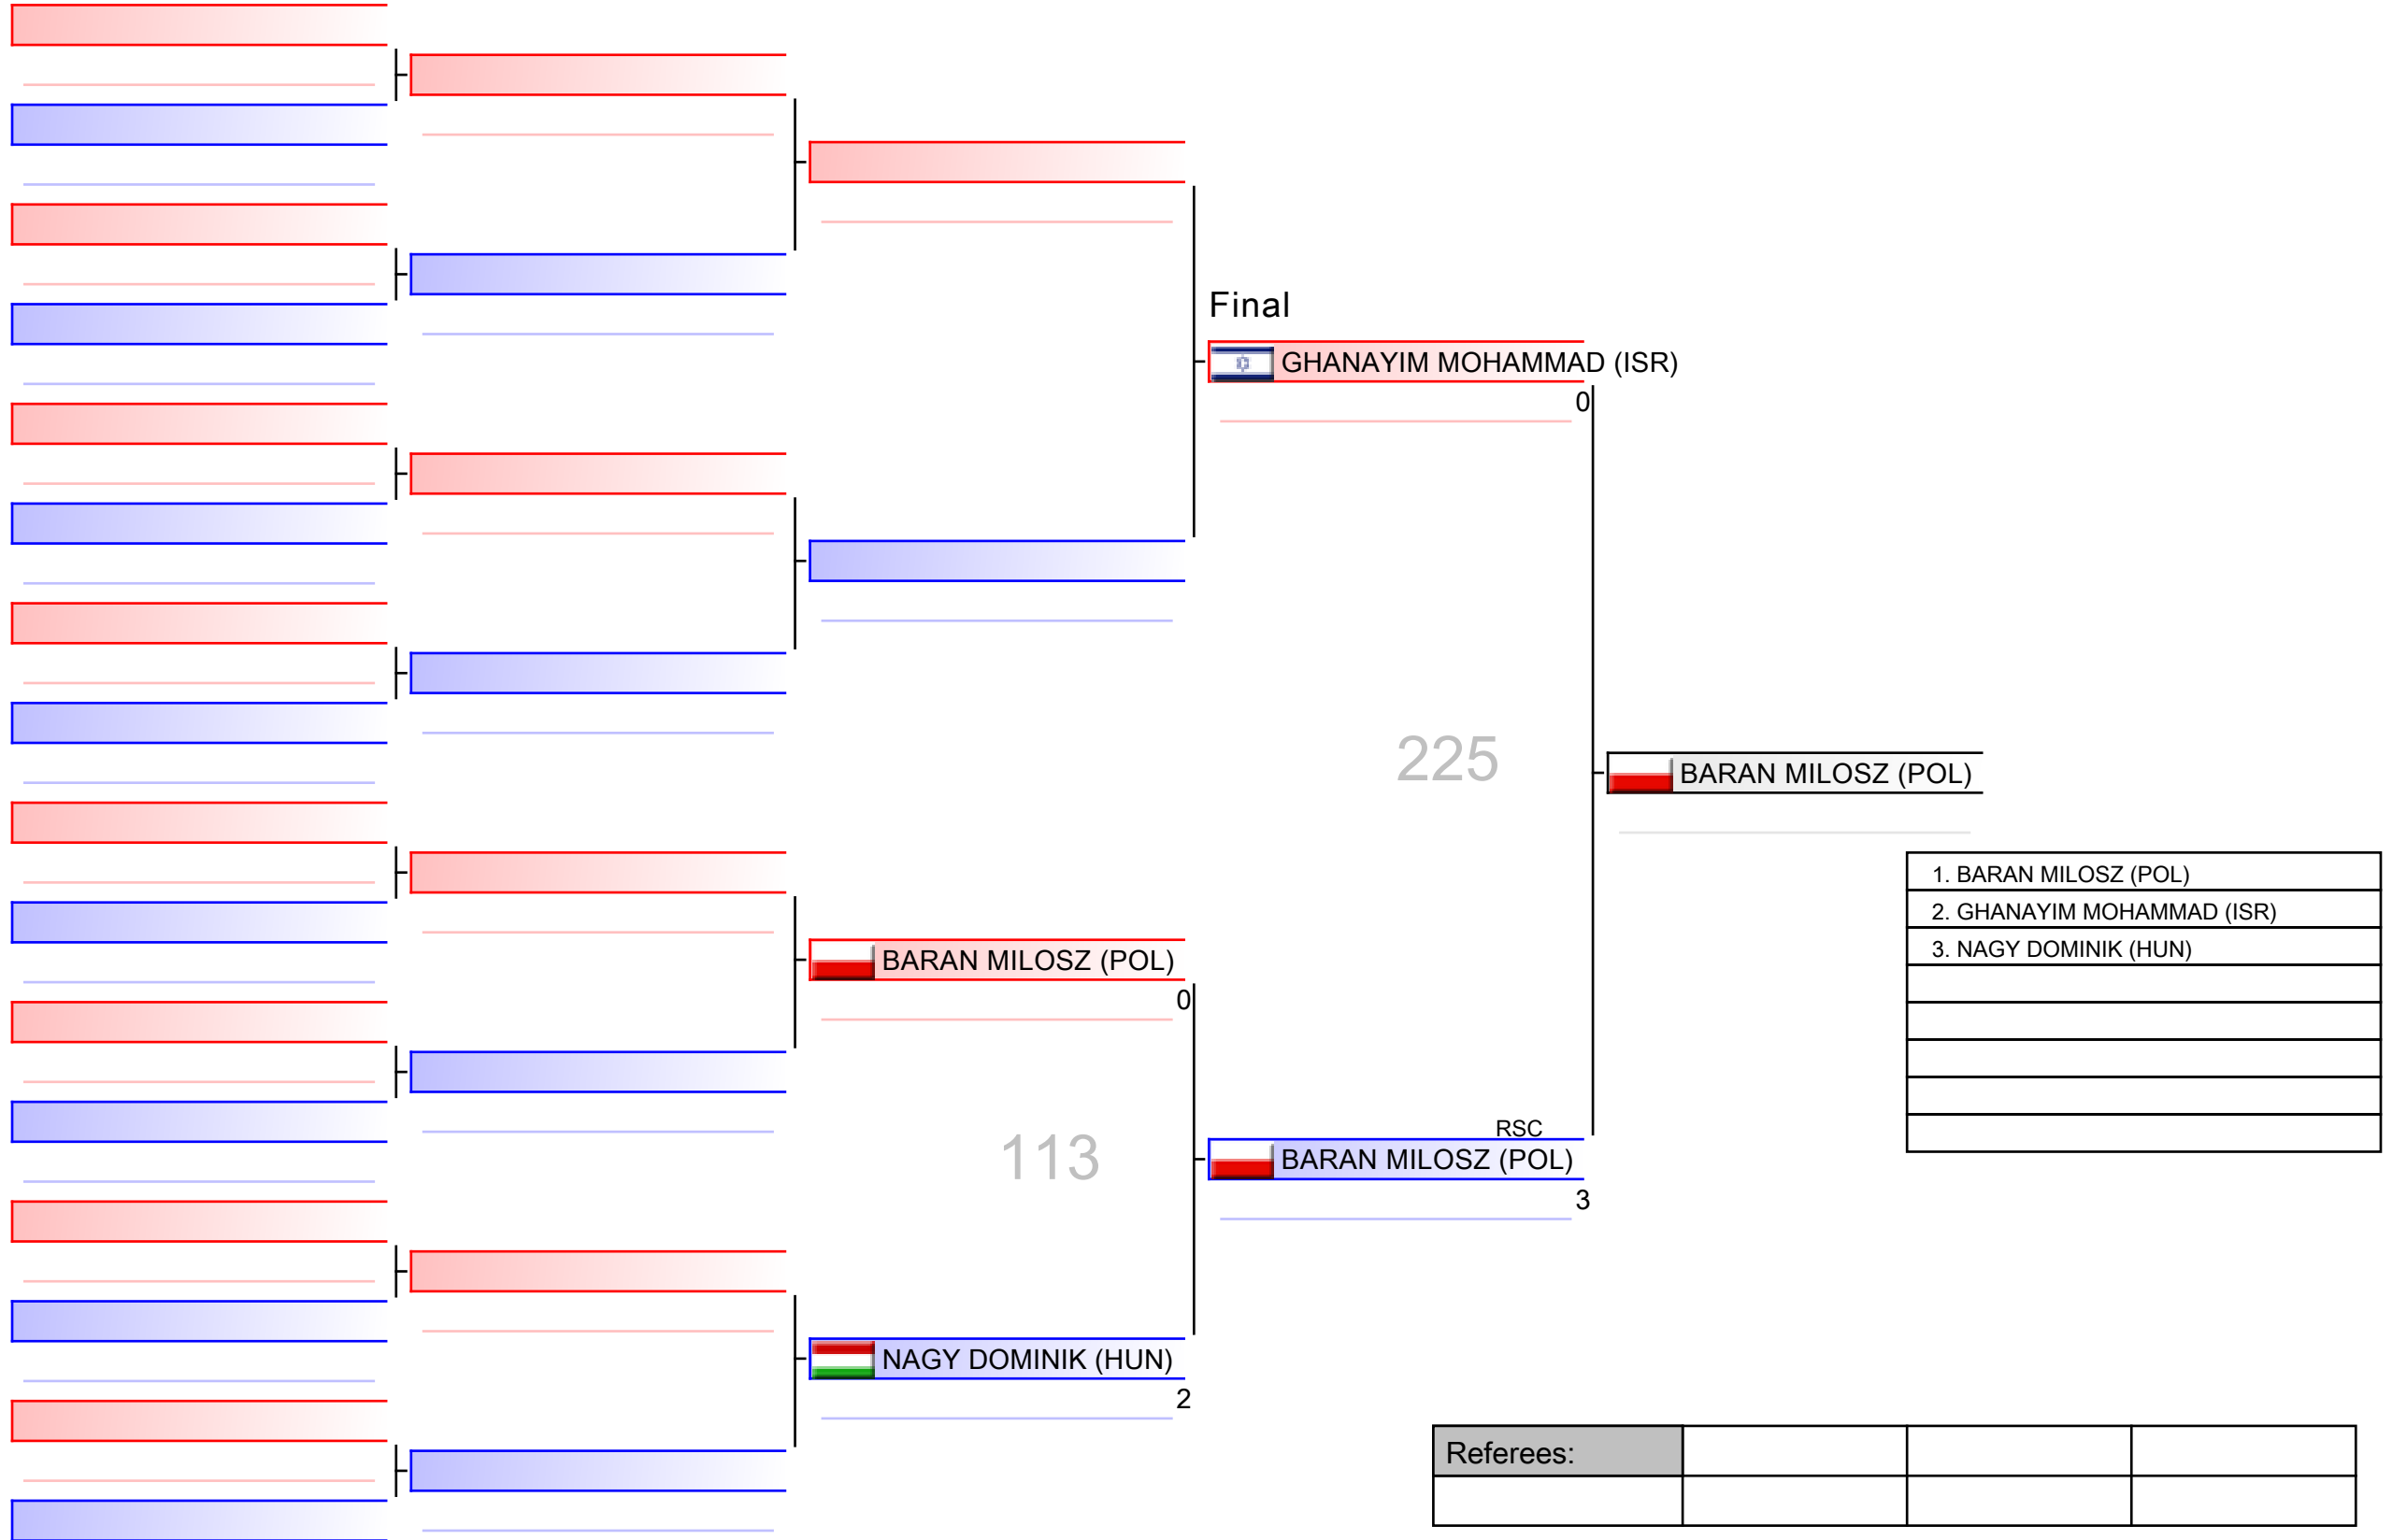 Final
GHANAYIM MOHAMMAD (ISR)
0
225
BARAN MILOSZ (POL)
1. BARAN MILOSZ (POL)
2. GHANAYIM MOHAMMAD (ISR)
3. NAGY DOMINIK (HUN)
BARAN MILOSZ (POL)
0
113
RSC
BARAN MILOSZ (POL)
3
NAGY DOMINIK (HUN)
2
Referees: